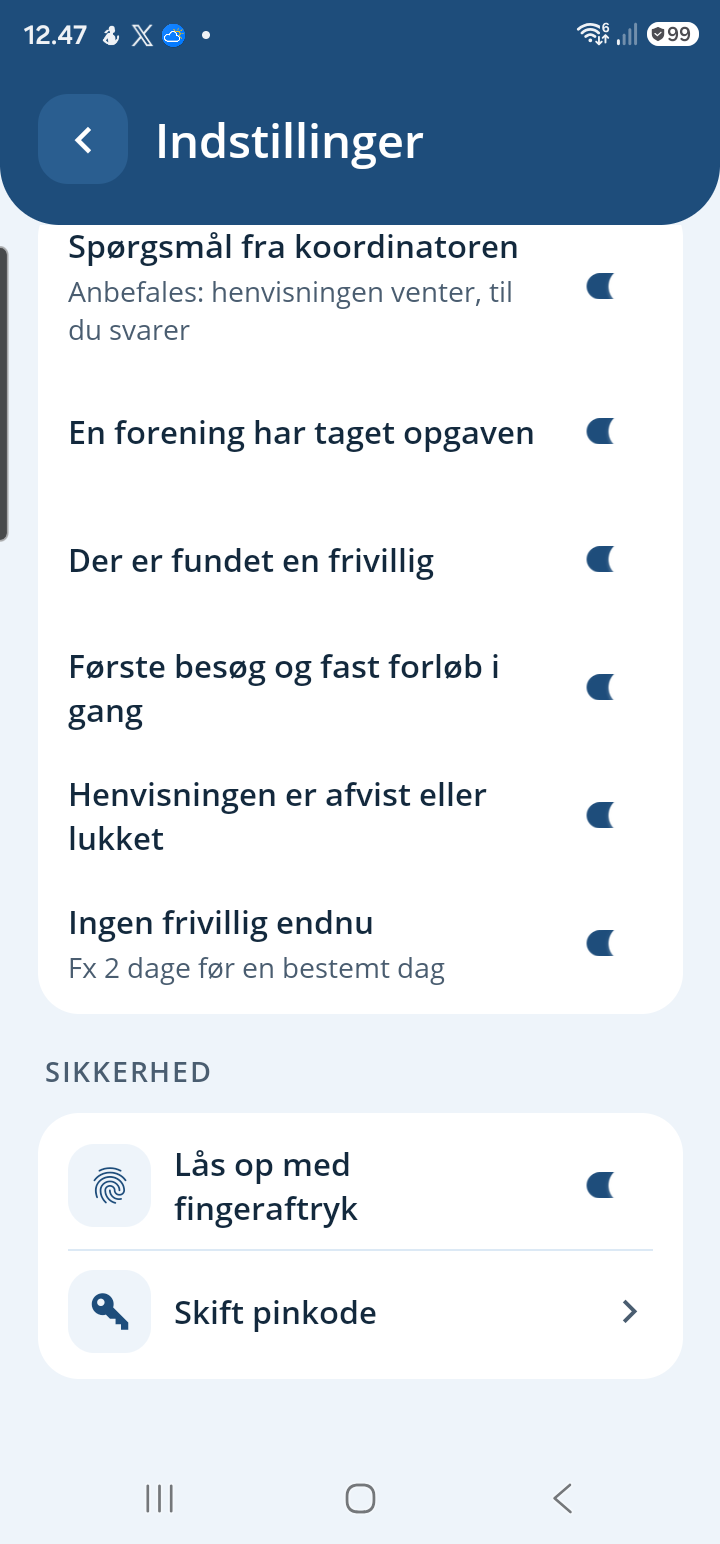 12.47
6
99
Indstillinger
Spørgsmål fra koordinatoren
Anbefales: henvisningen venter, til
du svarer
En forening har taget opgaven
Der er fundet en frivillig
Første besøg og fast forløb i
gang
Henvisningen er afvist eller
lukket
Ingen frivillig endnu
Fx 2 dage før en bestemt dag
SIKKERHED
Lås op med
fingeraftryk
Skift pinkode